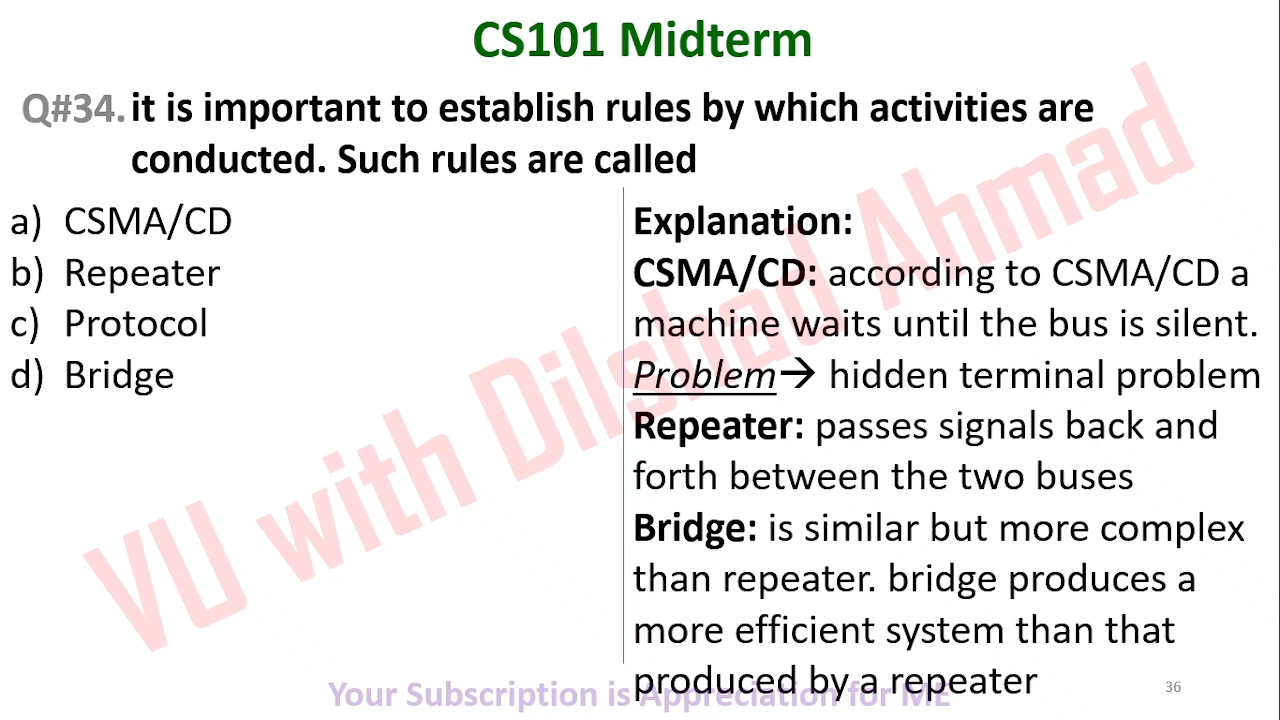 CS101 Midterm
Q#34. it is important to establish rules by which activities are
conducted. Such rules are called
a) CSMA/CD
b) Repeater
c) Protocol
d) Bridge
Explanation:
CSMA/CD: according to CSMA/CD a
machine waits until the bus is silent.
Problem→ hidden terminal problem
Repeater: passes signals back and
forth between the two buses
Bridge: is similar but more complex
than repeater. bridge produces a
more efficient system than that
produced by a repeater
VU with Dilshad Ahmad
Your Subscription is Appreciation for ME
36